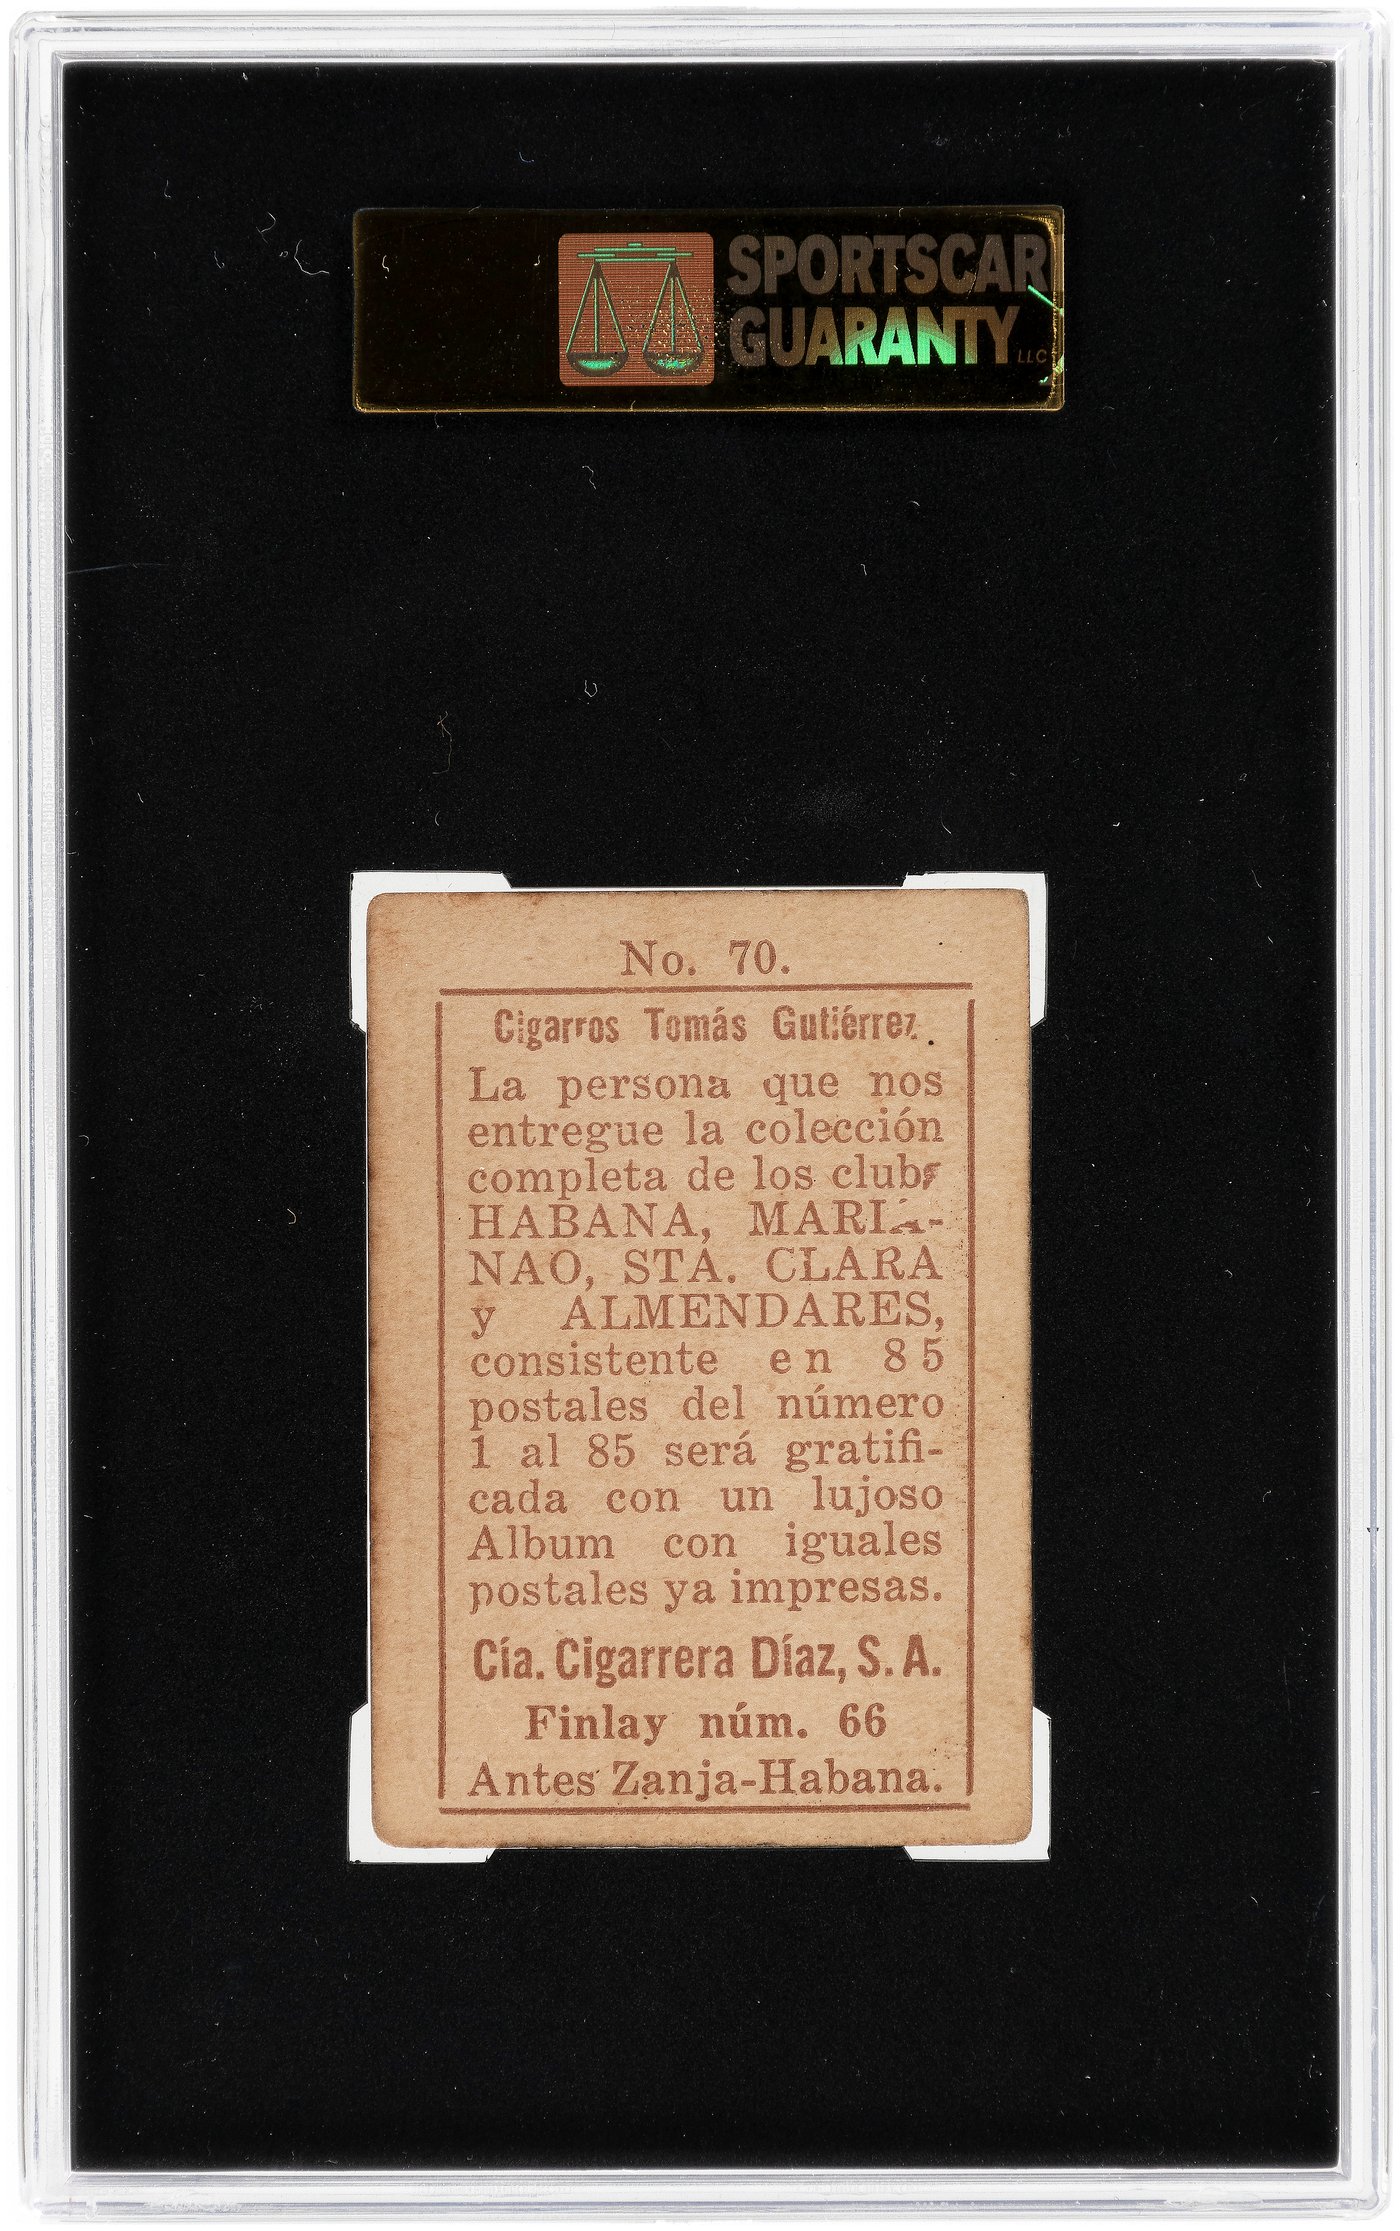 SPORTSCAR
GUARANTY LLC
No. 70.
Cigarros Tomás Gutiérrez.
La persona que nos
entregue la colección
completa de los clubs
HABANA, MARIA-
NAO, STA. CLARA
y ALMENDARES,
consistente en 85
postales del número
1 al 85 será gratifi-
cada con un lujoso
Album con iguales
postales ya impresas.
Cía. Cigarrera Díaz, S. A.
Finlay núm. 66
Antes Zanja-Habana.